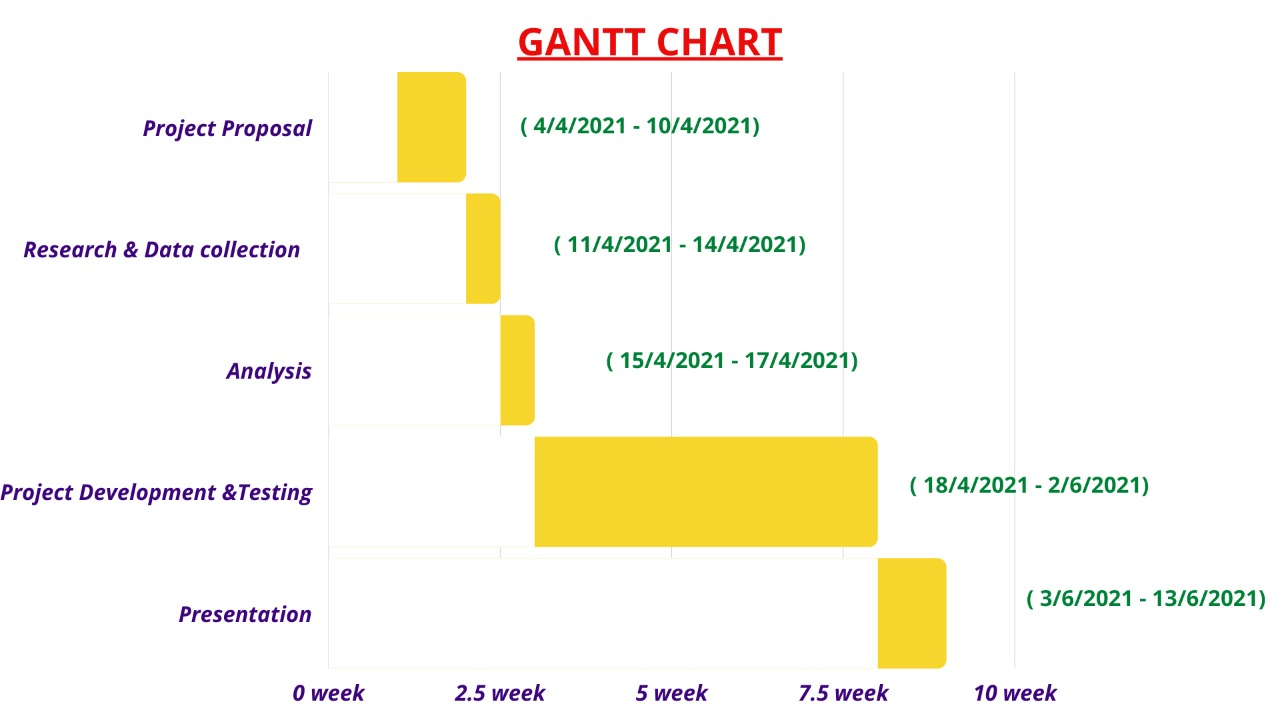 GANTT CHART
Project Proposal
( 4/4/2021 - 10/4/2021)
Research & Data collection
( 11/4/2021 - 14/4/2021)
Analysis
( 15/4/2021 - 17/4/2021)
Project Development &Testing
( 18/4/2021 - 2/6/2021)
Presentation
( 3/6/2021 - 13/6/2021)
0 week 2.5 week 5 week 7.5 week 10 week